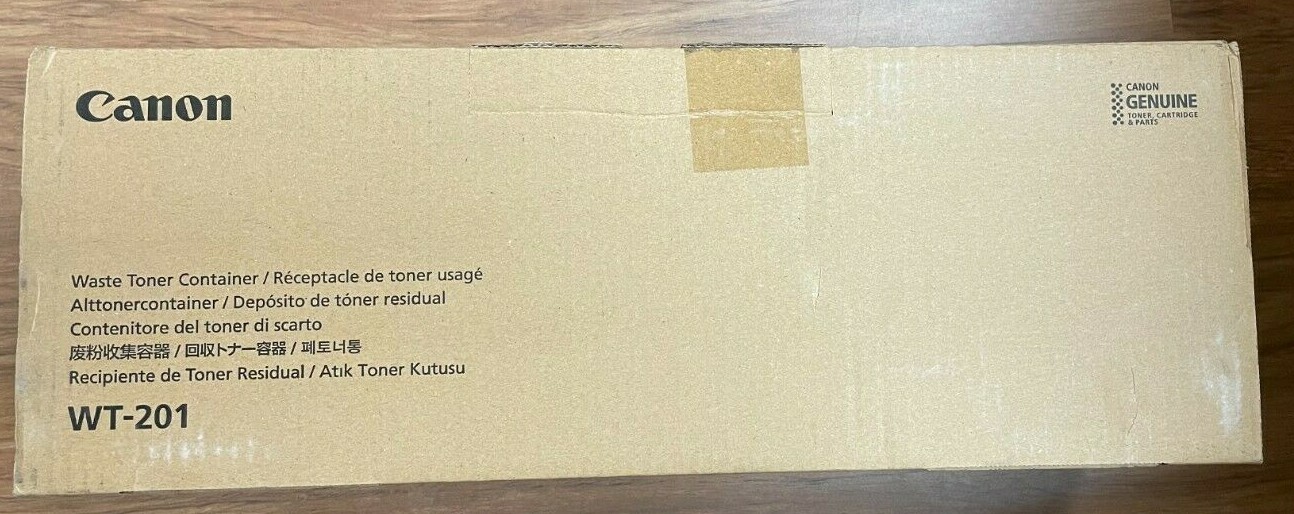 Canon
CANON
GENUINE
TONER, CARTRIDGE
& PARTS
Waste Toner Container / Réceptacle de toner usagé
Alttonercontainer / Depósito de tóner residual
Contenitore del toner di scarto
废粉收集容器 / 回収トナー容器 / 폐토너통
Recipiente de Toner Residual / Atık Toner Kutusu
WT-201